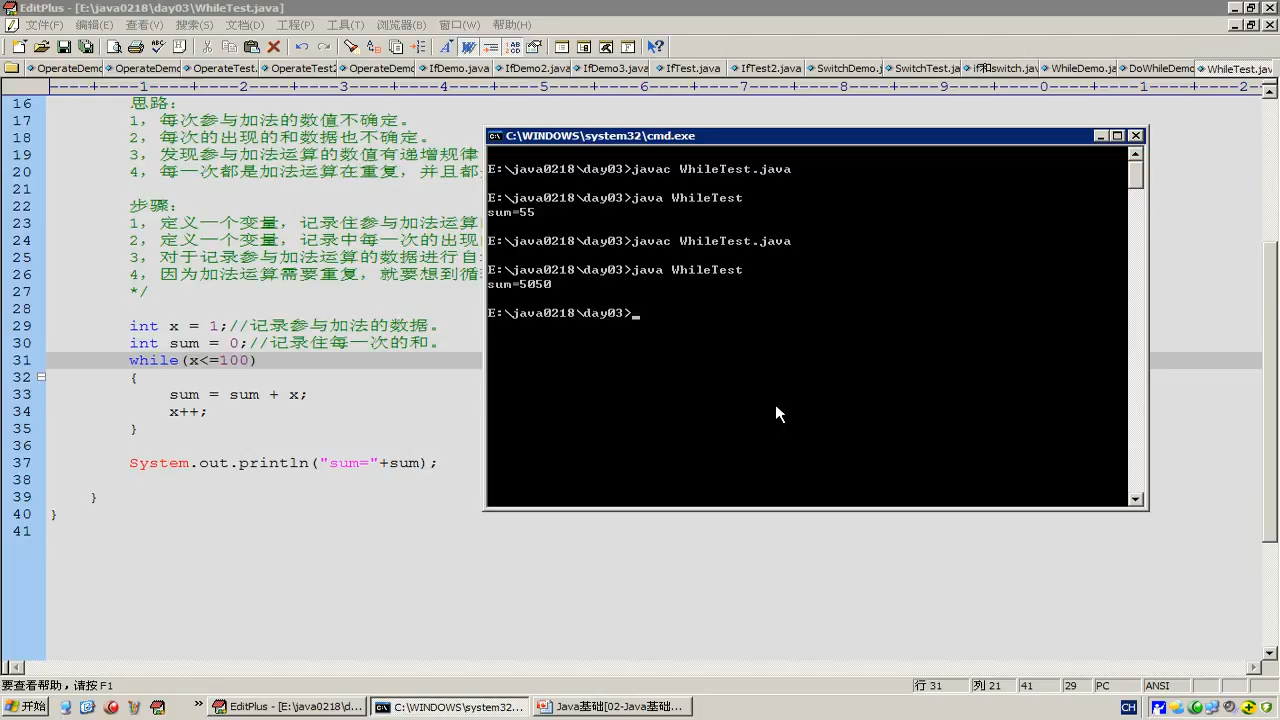 EditPlus - [E:\java0218\day03\WhileTest.java]
文件(F) 编辑(E) 查看(V) 搜索(S) 文档(D) 工程(P) 工具(T) 浏览器(B) 窗口(W) 帮助(H)
OperateDemo OperateDemo OperateTest. OperateTest2 OperateDemo IfDemo.java IfDemo2.java IfDemo3.java IfTest.java IfTest2.java SwitchDemo.j SwitchTest.ja if和switch.java WhileDemo.ja DoWhileDemo WhileTest.jav
1 2 3 4 5 6 7 8 9 0 1 2
16 思路：
17 1，每次参与加法的数值不确定。
18 2，每次的出现的和数据也不确定。
19 3，发现参与加法运算的数值有递增规律
20 4，每一次都是加法运算在重复，并且都
21
22 步骤：
23 1，定义一个变量，记录住参与加法运算
24 2，定义一个变量，记录中每一次的出现
25 3，对于记录参与加法运算的数据进行自
26 4，因为加法运算需要重复，就要想到循
27 */
28
29 int x = 1;//记录参与加法的数据。
30 int sum = 0;//记录住每一次的和。
31 while(x<=100)
32 {
33 sum = sum + x;
34 x++;
35 }
36
37 System.out.println("sum="+sum);
38
39 }
40 }
41
C:\WINDOWS\system32\cmd.exe
E:\java0218\day03>javac WhileTest.java
E:\java0218\day03>java WhileTest
sum=55
E:\java0218\day03>javac WhileTest.java
E:\java0218\day03>java WhileTest
sum=5050
E:\java0218\day03>_
要查看帮助，请按 F1 行 31 列 21 41 29 PC ANSI
开始 EditPlus - [E:\java0218\d... C:\WINDOWS\system32... Java基础[02-Java基础... CH